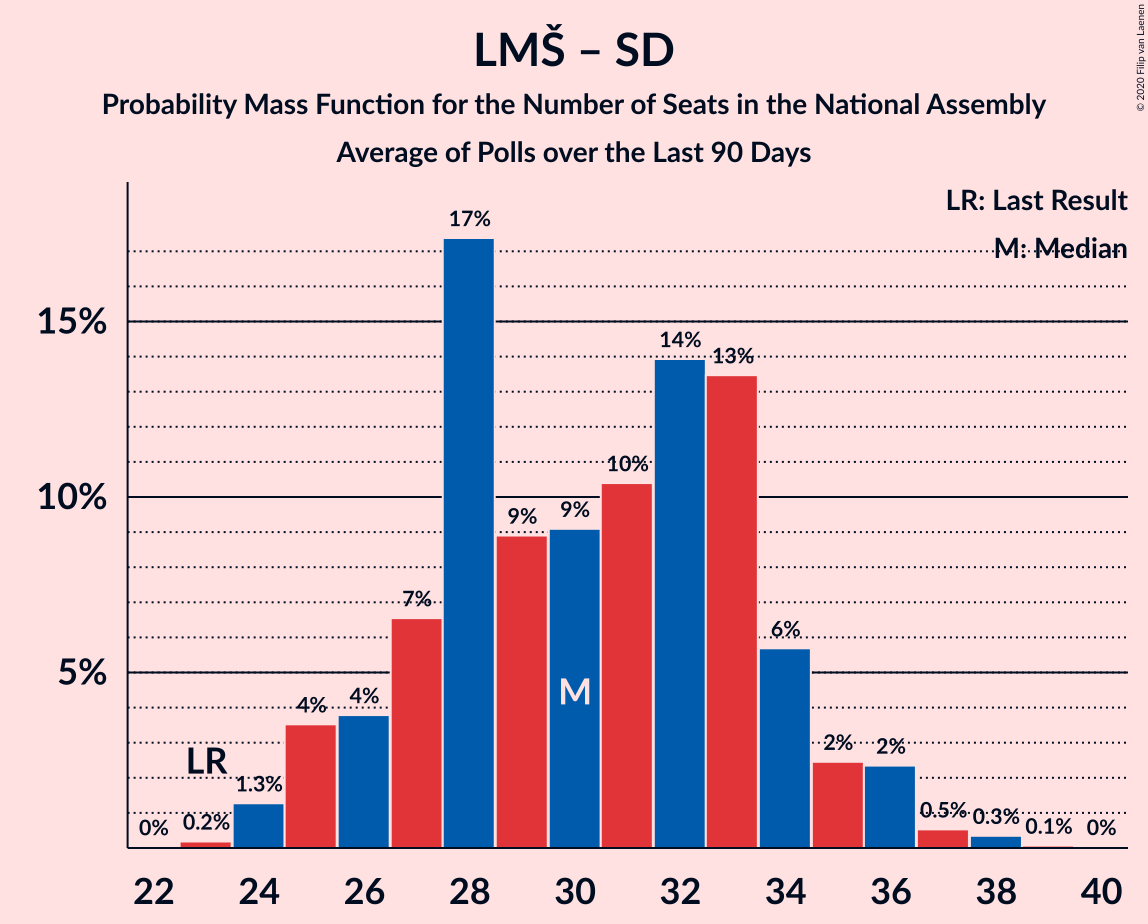 LMŠ – SD
Probability Mass Function for the Number of Seats in the National Assembly
Average of Polls over the Last 90 Days
© 2020 Filip van Laenen
LR: Last Result
M: Median
15%
10%
5%
0%
0.2%
LR
1.3%
4%
4%
7%
17%
9%
9%
M
10%
14%
13%
6%
2%
2%
0.5%
0.3%
0.1%
0%
22 24 26 28 30 32 34 36 38 40